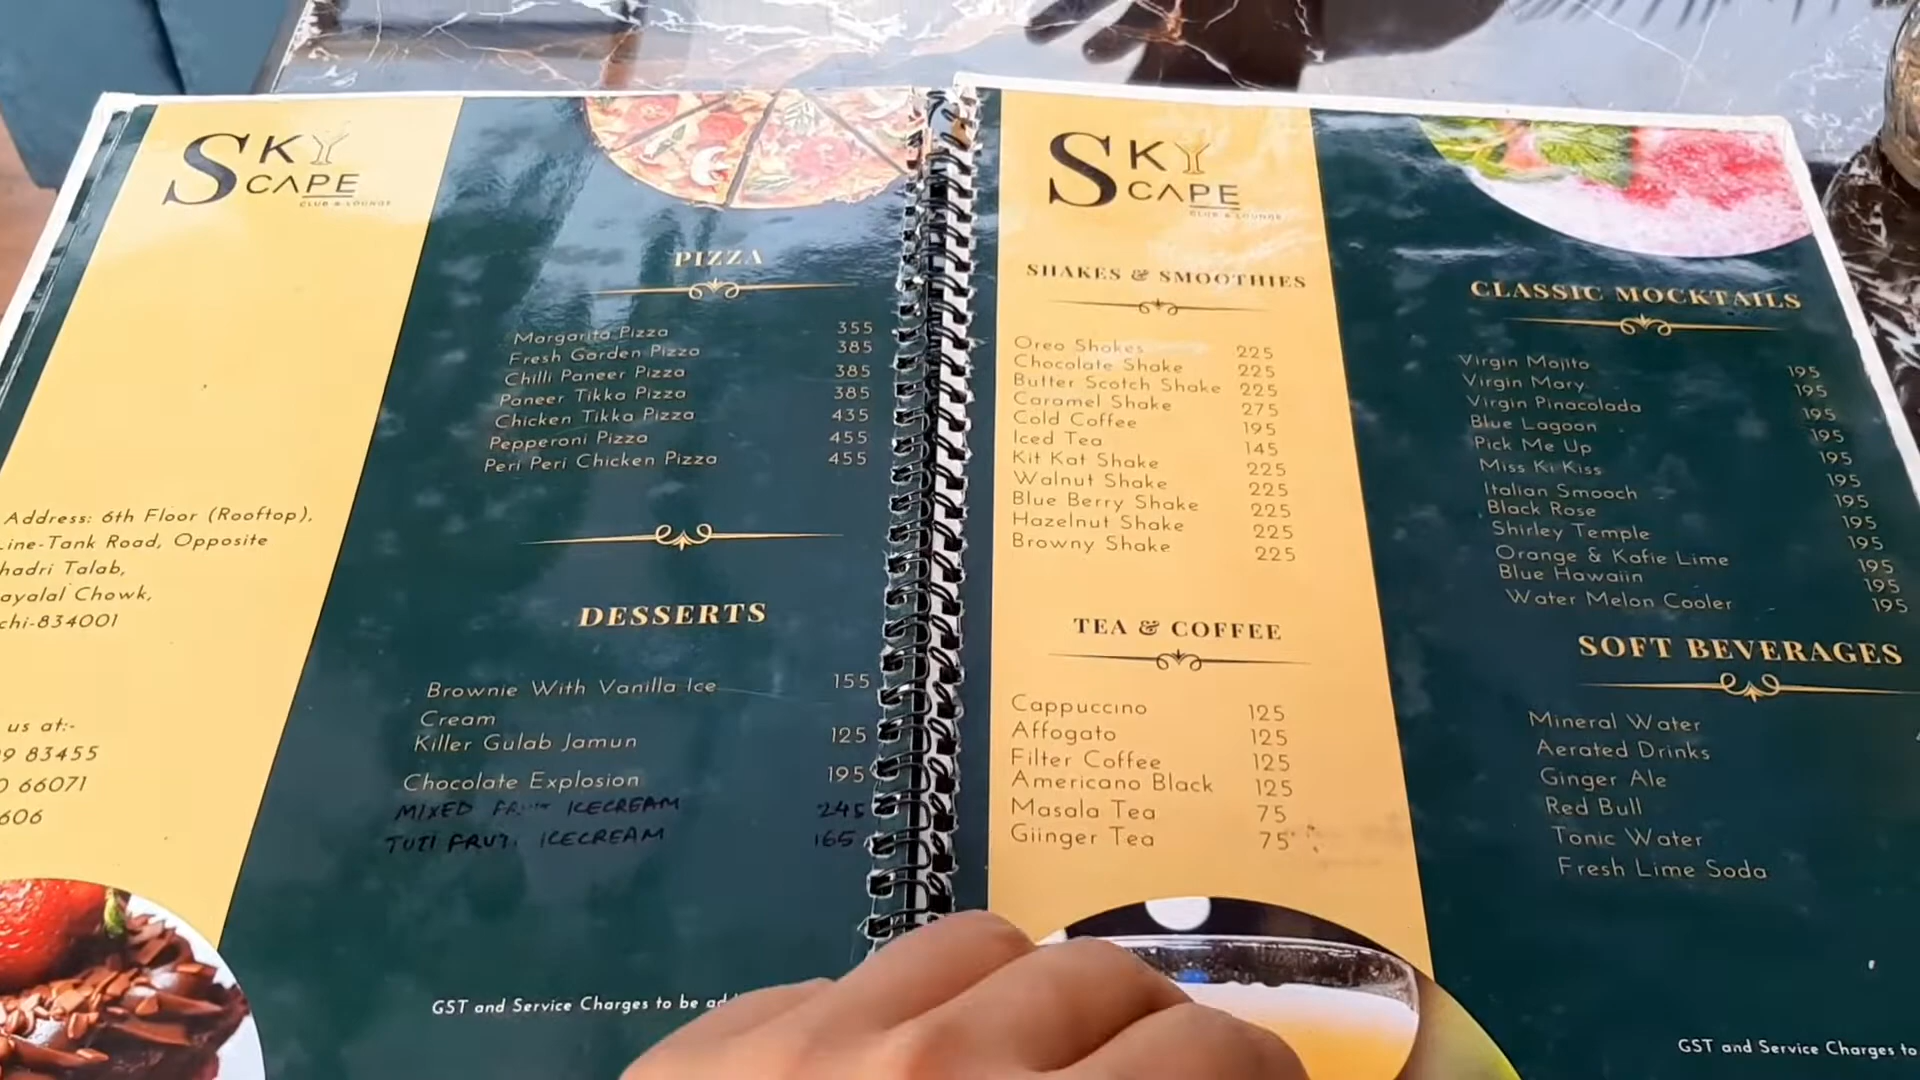 SKY
SCAPE
CLUB & LOUNGE
Address: 6th Floor (Rooftop),
Line-Tank Road, Opposite
hadri Talab,
ayalal Chowk,
chi-834001
us at:-
9 83455
0 66071
606
PIZZA
Margarita Pizza 355
Fresh Garden Pizza 385
Chilli Paneer Pizza 385
Paneer Tikka Pizza 385
Chicken Tikka Pizza 435
Pepperoni Pizza 455
Peri Peri Chicken Pizza 455
DESSERTS
Brownie With Vanilla Ice 155
Cream
Killer Gulab Jamun 125
Chocolate Explosion 195
MIXED FRUIT ICECREAM 245
TUTI FRUTI ICECREAM 165
GST and Service Charges to be
SKY
SCAPE
CLUB & LOUNGE
SHAKES & SMOOTHIES
Oreo Shakes 225
Chocolate Shake 225
Butter Scotch Shake 225
Caramel Shake 275
Cold Coffee 195
Iced Tea 145
Kit Kat Shake 225
Walnut Shake 225
Blue Berry Shake 225
Hazelnut Shake 225
Browny Shake 225
TEA & COFFEE
Cappuccino 125
Affogato 125
Filter Coffee 125
Americano Black 125
Masala Tea 75
Giinger Tea 75
CLASSIC MOCKTAILS
Virgin Mojito 195
Virgin Mary 195
Virgin Pinacolada 195
Blue Lagoon 195
Pick Me Up 195
Miss Ki Kiss 195
Italian Smooch 195
Black Rose 195
Shirley Temple 195
Orange & Kafie Lime 195
Blue Hawaiin 195
Water Melon Cooler 195
SOFT BEVERAGES
Mineral Water
Aerated Drinks
Ginger Ale
Red Bull
Tonic Water
Fresh Lime Soda
GST and Service Charges to